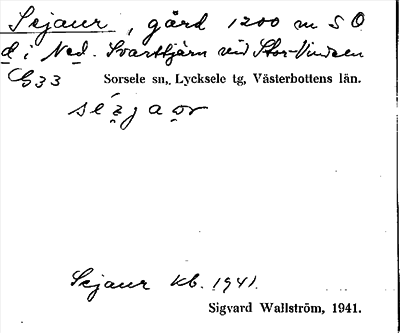 Sejaur, gård 1200 m S O
d i Ned. Svarttjärn vid Stor-Vindeln
G33 Sorsele sn., Lycksele tg, Västerbottens län.
Sejaur kb. 1941.
Sigvard Wallström, 1941.